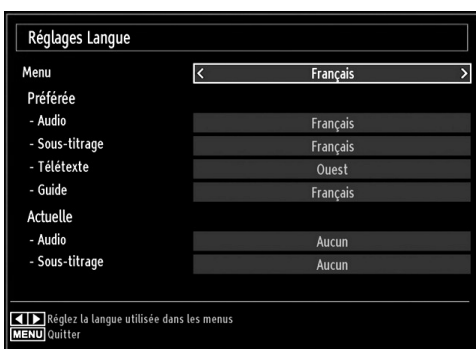 Réglages Langue
Menu < Français >
Préférée
- Audio Français
- Sous-titrage Français
- Télétexte Ouest
- Guide Français
Actuelle
- Audio Aucun
- Sous-titrage Aucun
◀ ▶ Réglez la langue utilisée dans les menus
MENU Quitter